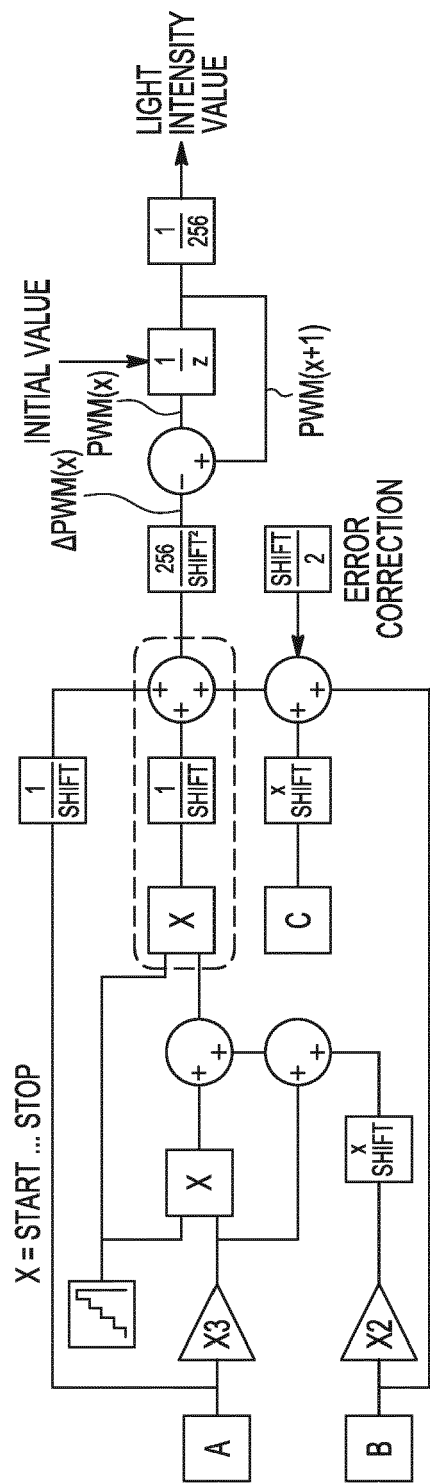 X = START ... STOP
A
X3
X
1
SHIFT
X
1
SHIFT
+
+
+
256
SHIFT²
ΔPWM(x)
−
+
PWM(x)
INITIAL VALUE
1
z
PWM(x+1)
1
256
LIGHT
INTENSITY
VALUE
+
+
+
+
B
X2
x
SHIFT
C
x
SHIFT
+
+
SHIFT
2
ERROR
CORRECTION